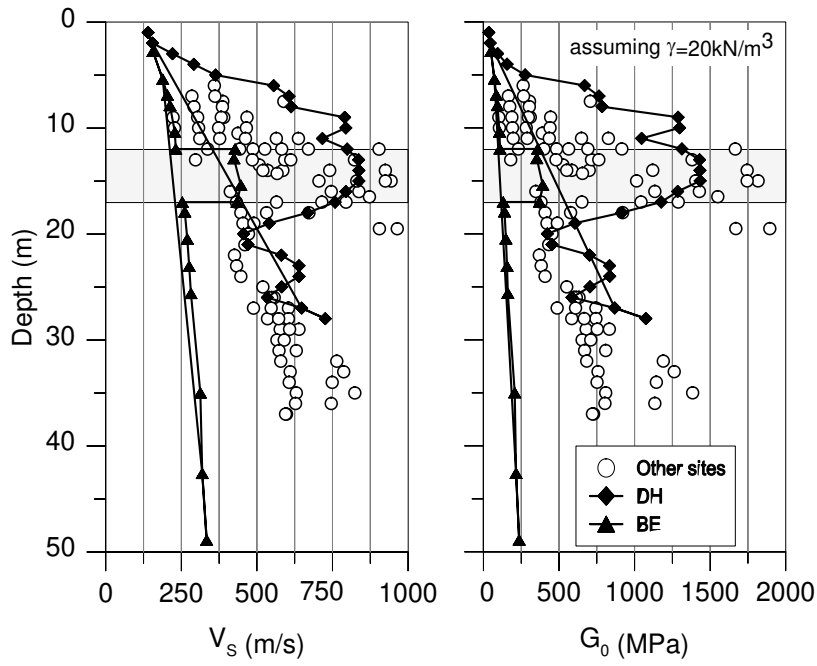 0
10
20
30
40
50
Depth (m)
0 250 500 750 1000
V_S (m/s)
assuming γ=20kN/m³
Other sites
DH
BE
0 500 1000 1500 2000
G_0 (MPa)